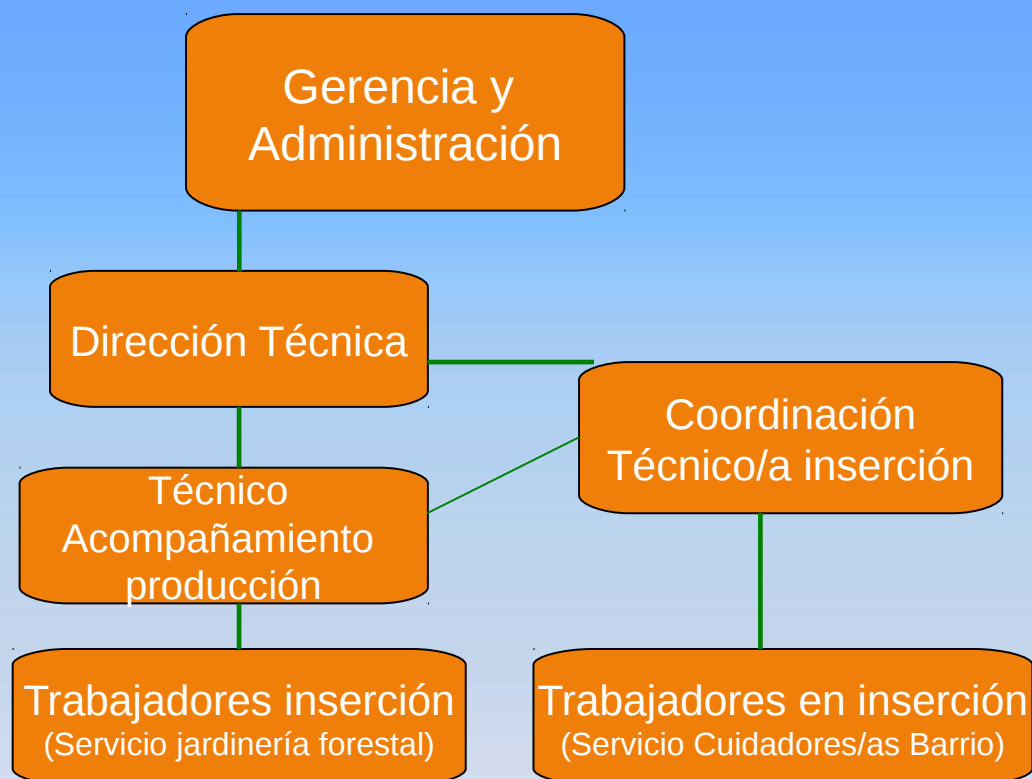 Gerencia y
Administración
Dirección Técnica
Coordinación
Técnico/a inserción
Técnico
Acompañamiento
producción
Trabajadores inserción
(Servicio jardinería forestal)
Trabajadores en inserción
(Servicio Cuidadores/as Barrio)